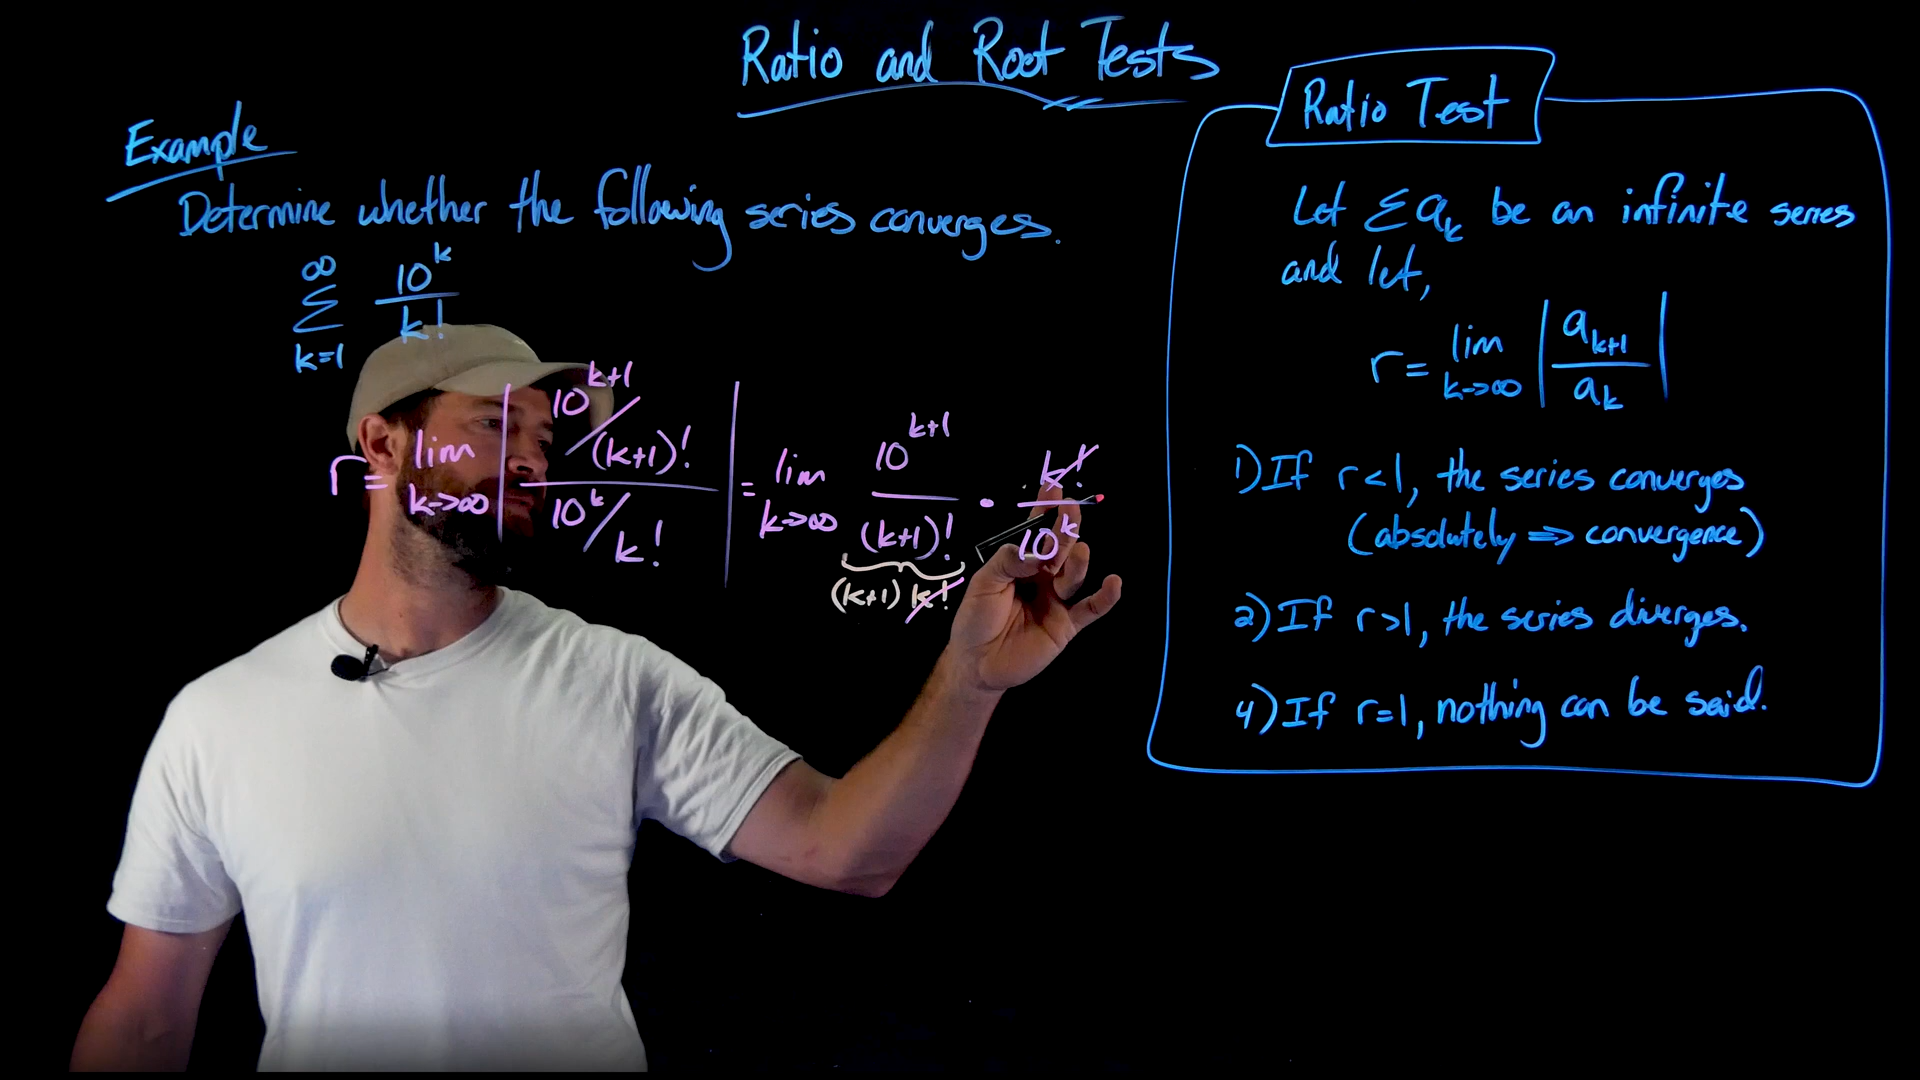 Ratio and Root Tests
Example
Determine whether the following series converges.
∞
Σ 10^k / k!
k=1
r = lim k→∞ | (10^{k+1}/(k+1)!) / (10^k/k!) | = lim k→∞ 10^{k+1}/(k+1)! · k!/10^k
(k+1) k!
Ratio Test
Let Σ a_k be an infinite series
and let,
r = lim k→∞ | a_{k+1} / a_k |
1) If r<1, the series converges
(absolutely => convergence)
2) If r>1, the series diverges.
4) If r=1, nothing can be said.